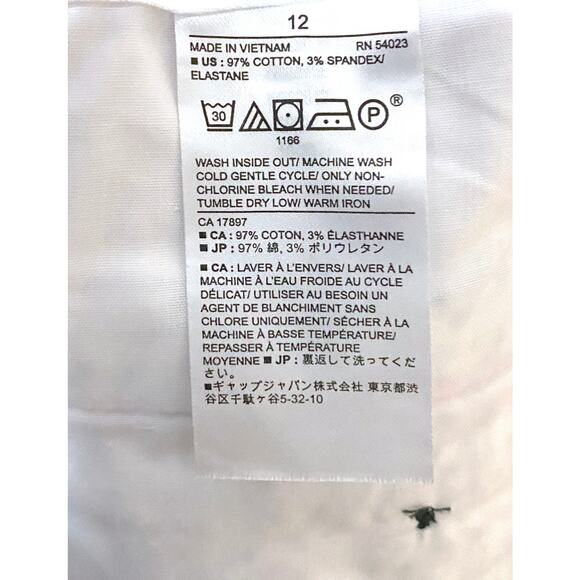 12
MADE IN VIETNAM RN 54023
■ US : 97% COTTON, 3% SPANDEX/
ELASTANE
30 P ®
1166
WASH INSIDE OUT/ MACHINE WASH
COLD GENTLE CYCLE/ ONLY NON-
CHLORINE BLEACH WHEN NEEDED/
TUMBLE DRY LOW/ WARM IRON
CA 17897
■ CA : 97% COTON, 3% ÉLASTHANNE
■ JP : 97% 綿, 3% ポリウレタン
■ CA : LAVER À L'ENVERS/ LAVER À LA
MACHINE À L'EAU FROIDE AU CYCLE
DÉLICAT/ UTILISER AU BESOIN UN
AGENT DE BLANCHIMENT SANS
CHLORE UNIQUEMENT/ SÉCHER À LA
MACHINE À BASSE TEMPÉRATURE/
REPASSER À TEMPÉRATURE
MOYENNE ■ JP : 裏返して洗ってくだ
さい。
■ギャップジャパン株式会社 東京都渋
谷区千駄ヶ谷5-32-10